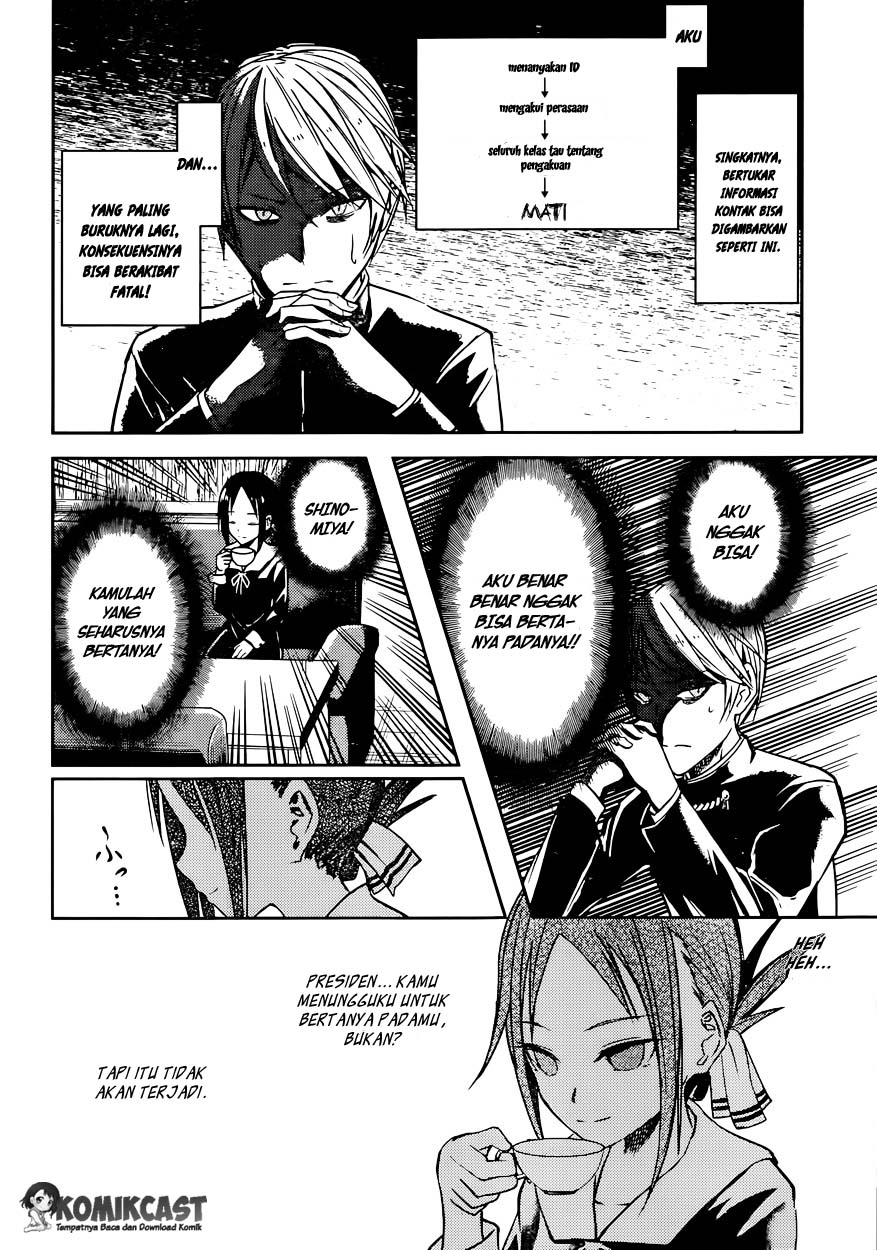 SINGKATNYA,
BERTUKAR
INFORMASI
KONTAK BISA
DIGAMBARKAN
SEPERTI INI.
AKU
menanyakan ID
↓
mengakui perasaan
↓
seluruh kelas tau tentang
pengakuan
↓
MATI
DAN...
YANG PALING
BURUKNYA LAGI,
KONSEKUENSINYA
BISA BERAKIBAT
FATAL!
AKU
NGGAK
BISA!
AKU BENAR
BENAR NGGAK
BISA BERTA-
NYA PADANYA!!
SHINO-
MIYA!
KAMULAH
YANG
SEHARUSNYA
BERTANYA!
ふっ…
HEH
HEH...
PRESIDEN... KAMU
MENUNGGUKU UNTUK
BERTANYA PADAMU,
BUKAN?
TAPI ITU TIDAK
AKAN TERJADI.
KOMIKCAST
Tempatnya Baca dan Download Komik